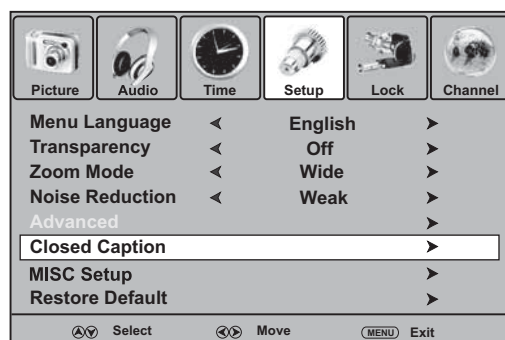 Picture Audio Time Setup Lock Channel
Menu Language English
Transparency Off
Zoom Mode Wide
Noise Reduction Weak
Advanced
Closed Caption
MISC Setup
Restore Default
Select Move MENU Exit